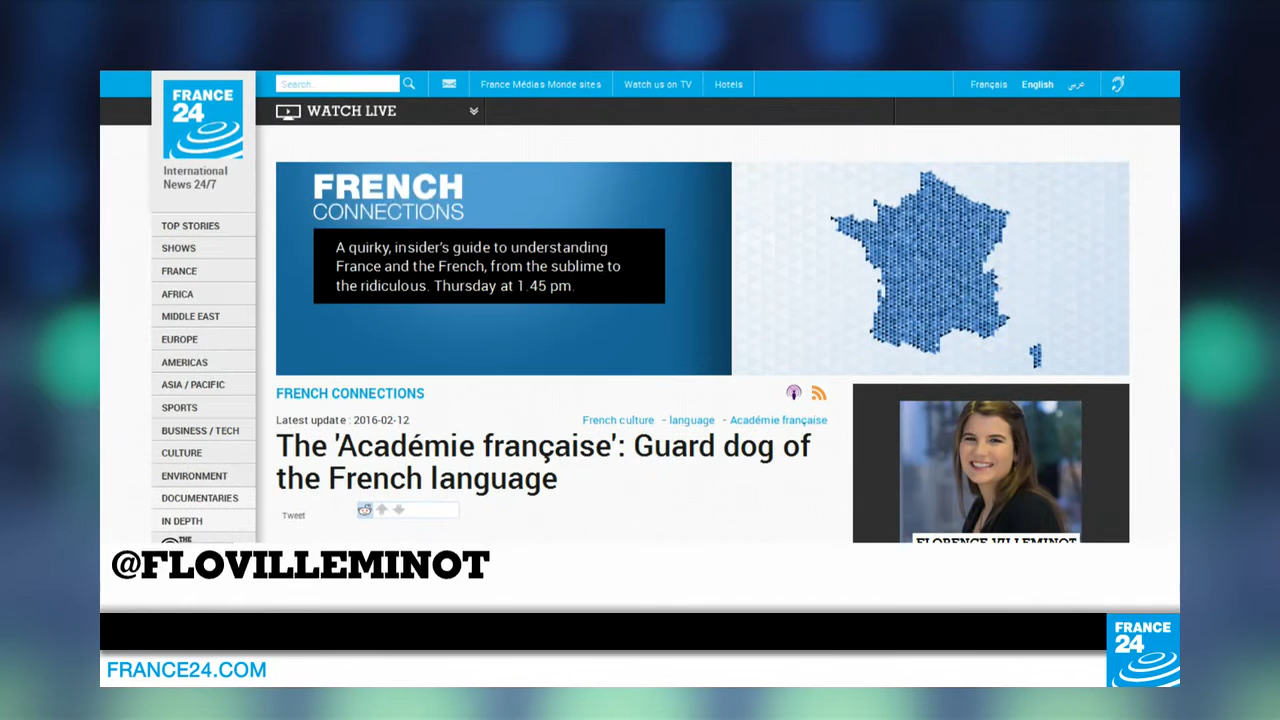 FRANCE
24
International
News 24/7
Search...
France Médias Monde sites
Watch us on TV
Hotels
Français
English
عربي
WATCH LIVE
TOP STORIES
SHOWS
FRANCE
AFRICA
MIDDLE EAST
EUROPE
AMERICAS
ASIA / PACIFIC
SPORTS
BUSINESS / TECH
CULTURE
ENVIRONMENT
DOCUMENTARIES
IN DEPTH
THE
FRENCH
CONNECTIONS
A quirky, insider's guide to understanding
France and the French, from the sublime to
the ridiculous. Thursday at 1.45 pm.
FRENCH CONNECTIONS
Latest update : 2016-02-12
French culture - language - Académie française
The 'Académie française': Guard dog of
the French language
Tweet
FLORENCE VILLEMINOT
@FLOVILLEMINOT
FRANCE24.COM
FRANCE
24